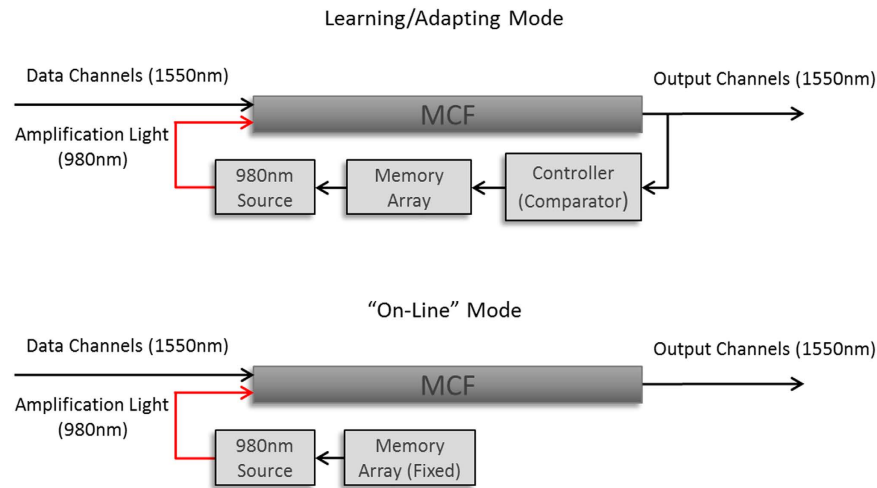 Learning/Adapting Mode
Data Channels (1550nm)
Output Channels (1550nm)
MCF
Amplification Light
(980nm)
980nm
Source
Memory
Array
Controller
(Comparator)
“On-Line” Mode
Data Channels (1550nm)
Output Channels (1550nm)
MCF
Amplification Light
(980nm)
980nm
Source
Memory
Array (Fixed)